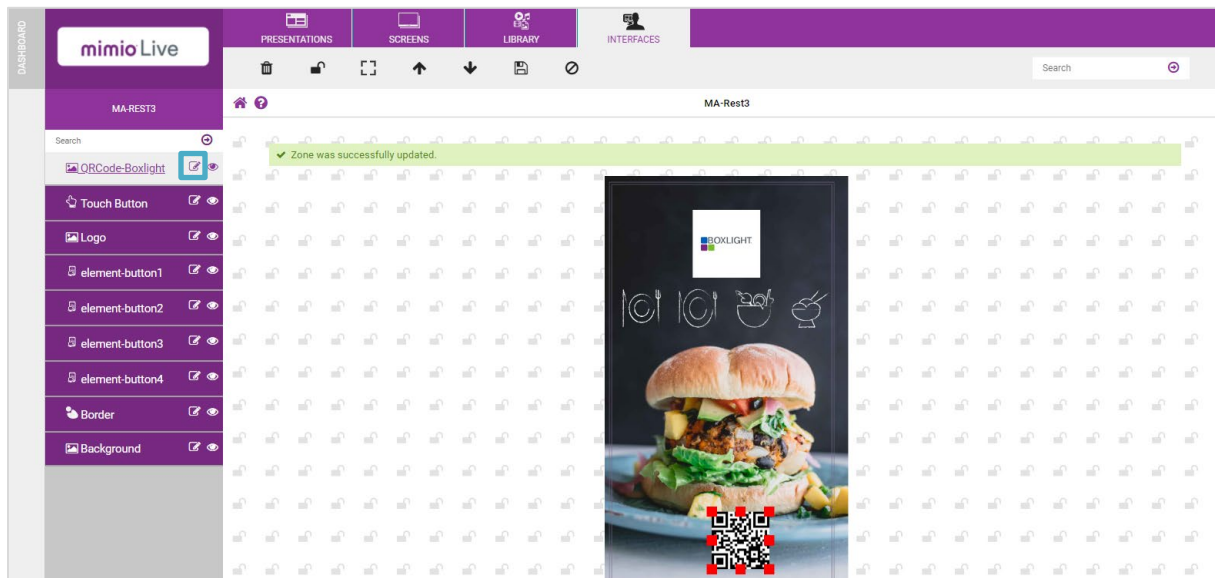 DASHBOARD
mimio Live
PRESENTATIONS
SCREENS
LIBRARY
INTERFACES
Search
MA-REST3
MA-Rest3
Search
Zone was successfully updated.
QRCode-Boxlight
Touch Button
Logo
element-button1
element-button2
element-button3
element-button4
Border
Background
BOXLIGHT